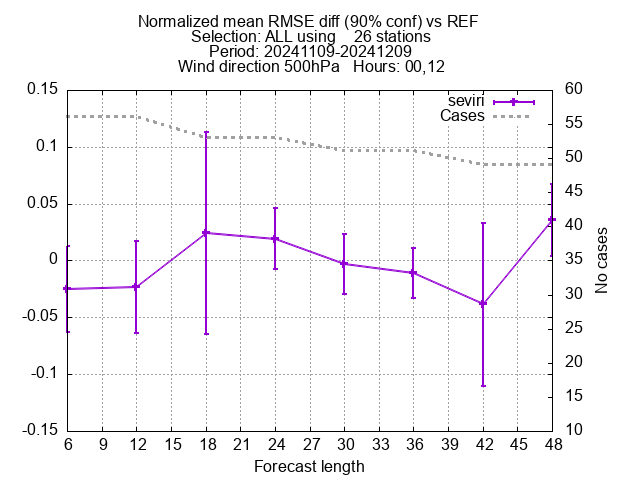 Normalized mean RMSE diff (90% conf) vs REF
Selection: ALL using    26 stations
Period: 20241109-20241209
Wind direction 500hPa   Hours: 00,12
seviri
Cases
0.15
0.1
0.05
0
-0.05
-0.1
-0.15
60
55
50
45
40
35
30
25
20
15
10
No cases
6 9 12 15 18 21 24 27 30 33 36 39 42 45 48
Forecast length